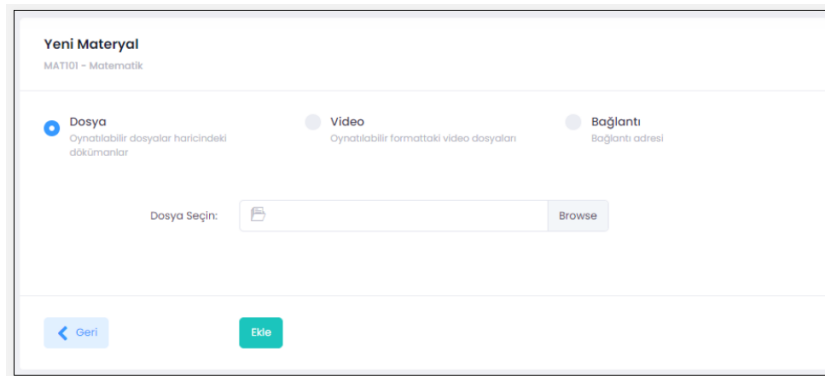 Yeni Materyal
MAT101 - Matematik
Dosya
Oynatılabilir dosyalar haricindeki
dökümanlar
Video
Oynatılabilir formattaki video dosyaları
Bağlantı
Bağlantı adresi
Dosya Seçin:
Browse
Geri
Ekle